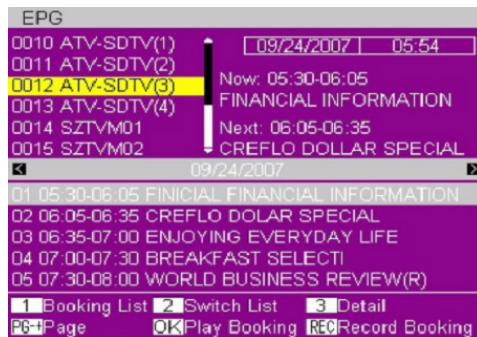 EPG
0010 ATV-SDTV(1)
0011 ATV-SDTV(2)
0012 ATV-SDTV(3)
0013 ATV-SDTV(4)
0014 SZTVM01
0015 SZTVM02
09/24/2007 05:54
Now: 05:30-06:05
FINANCIAL INFORMATION
Next: 06:05-06:35
CREFLO DOLLAR SPECIAL
09/24/2007
01 05:30-06:05 FINICIAL FINANCIAL INFORMATION
02 06:05-06:35 CREFLO DOLAR SPECIAL
03 06:35-07:00 ENJOYING EVERYDAY LIFE
04 07:00-07:30 BREAKFAST SELECTI
05 07:30-08:00 WORLD BUSINESS REVIEW(R)
1 Booking List 2 Switch List 3 Detail
PG-+ Page OK Play Booking REC Record Booking